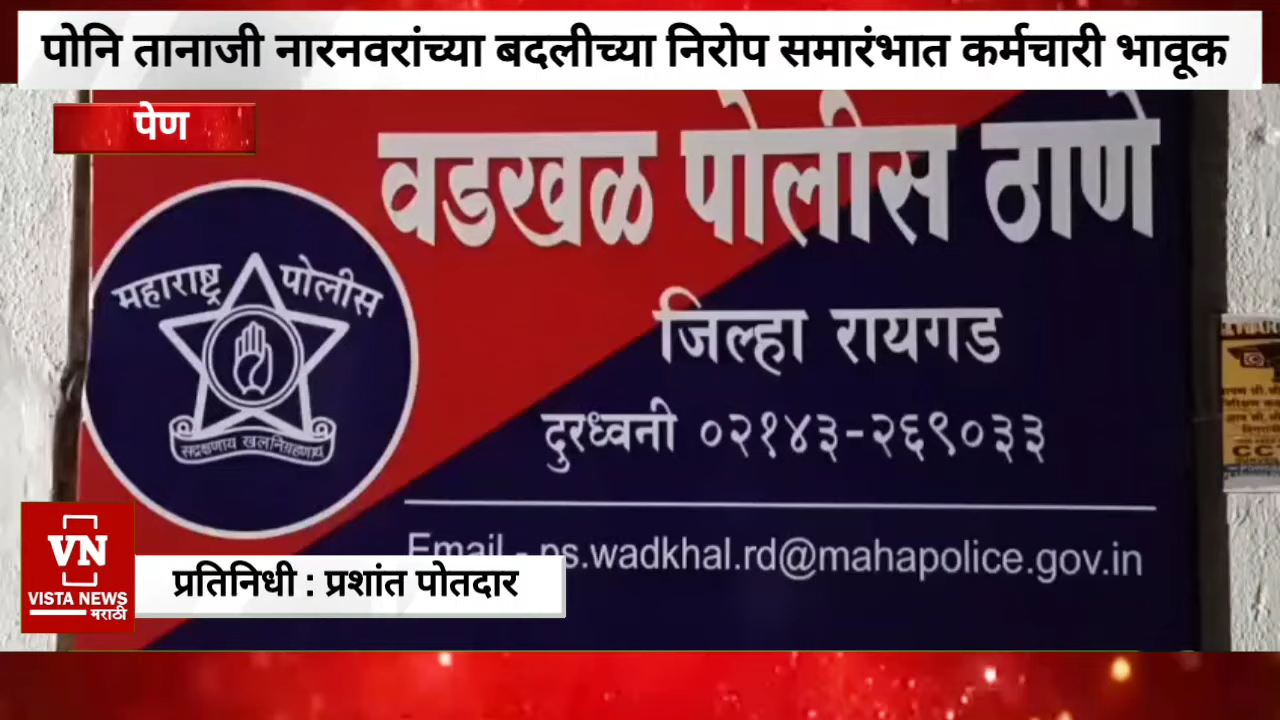 पोनि तानाजी नारनवरांच्या बदलीच्या निरोप समारंभात कर्मचारी भावूक
पेण
वडखळ पोलीस ठाणे
महाराष्ट्र पोलीस
जिल्हा रायगड
दुरध्वनी ०२१४३-२६९०३३
सद्रक्षणाय खलनिग्रहणाय
Email - ps.wadkhal.rd@mahapolice.gov.in
VN
VISTA NEWS
मराठी
प्रतिनिधी : प्रशांत पोतदार